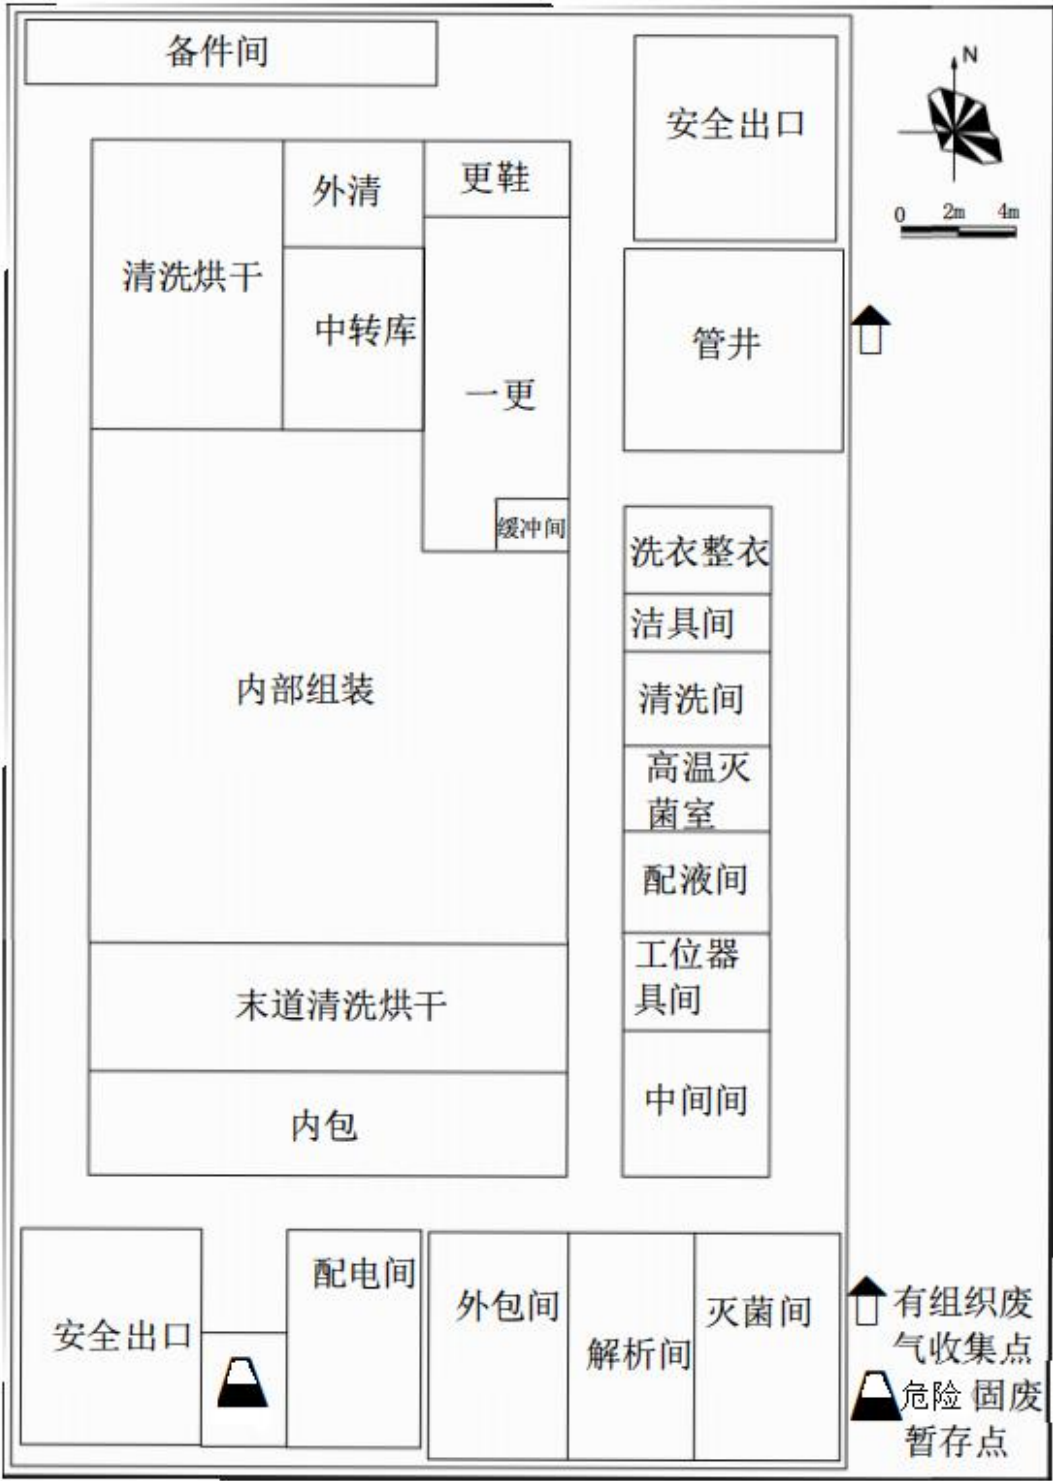 备件间
安全出口
N
0 2m 4m
外清
更鞋
清洗烘干
中转库
管井
一更
缓冲间
洗衣整衣
洁具间
内部组装
清洗间
高温灭
菌室
配液间
工位器
具间
末道清洗烘干
中间间
内包
安全出口
配电间
外包间
解析间
灭菌间
有组织废
气收集点
危险 固废
暂存点